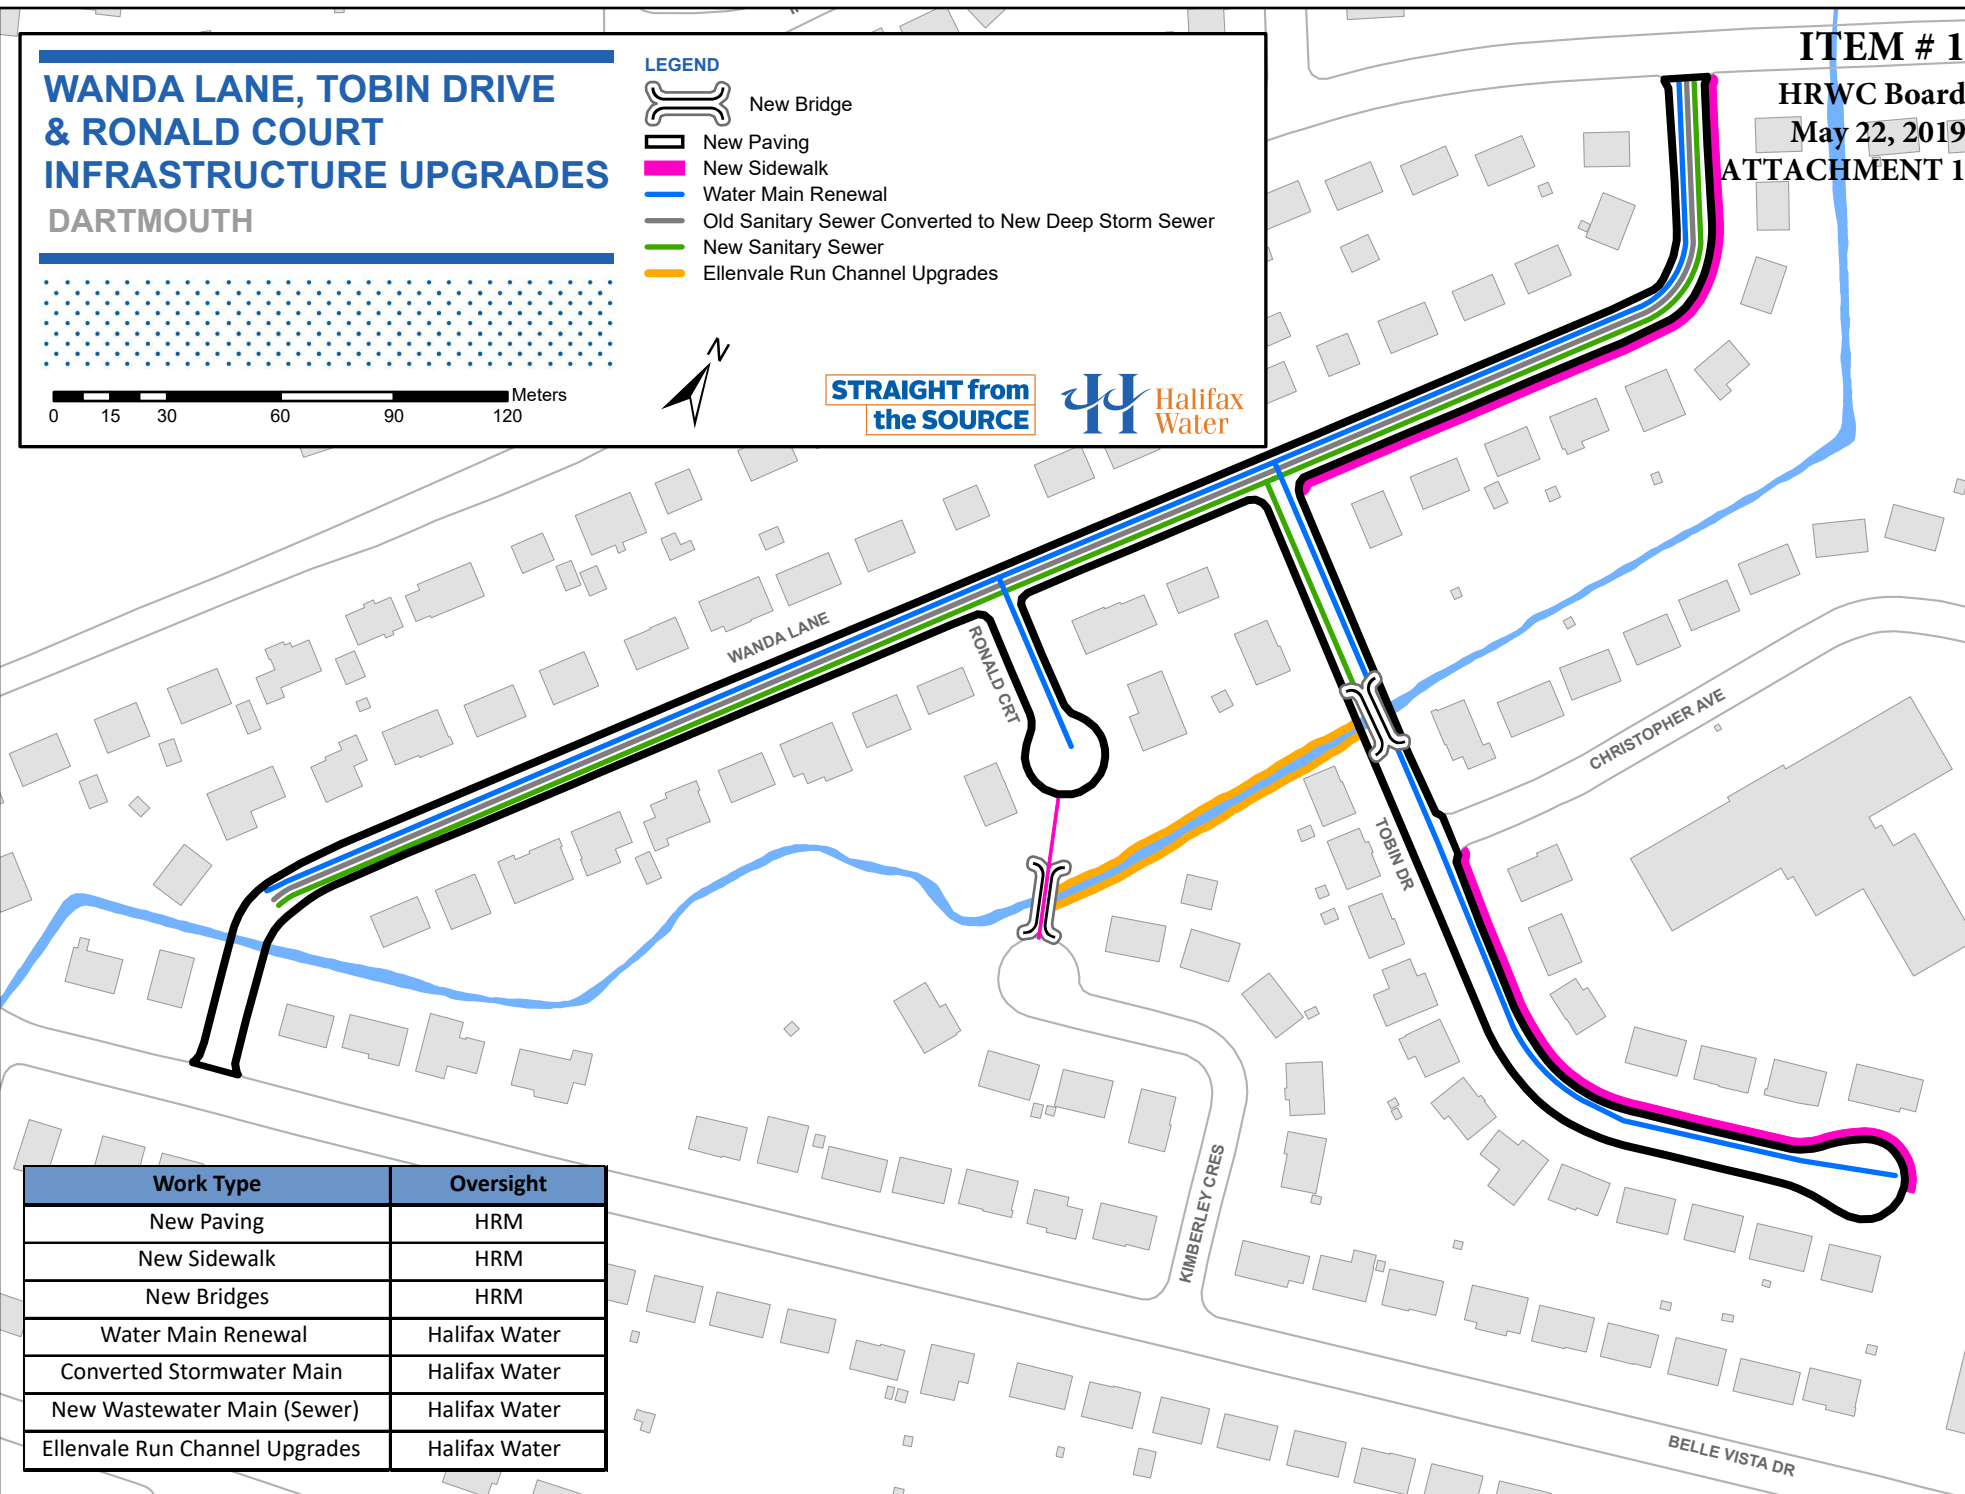 WANDA LANE, TOBIN DRIVE
& RONALD COURT
INFRASTRUCTURE UPGRADES
DARTMOUTH
0 15 30 60 90 120 Meters
LEGEND
New Bridge
New Paving
New Sidewalk
Water Main Renewal
Old Sanitary Sewer Converted to New Deep Storm Sewer
New Sanitary Sewer
Ellenvale Run Channel Upgrades
N
STRAIGHT from
the SOURCE
Halifax
Water
ITEM # 1
HRWC Board
May 22, 2019
ATTACHMENT 1
WANDA LANE
RONALD CRT
TOBIN DR
CHRISTOPHER AVE
KIMBERLEY CRES
BELLE VISTA DR
Work Type Oversight
New Paving HRM
New Sidewalk HRM
New Bridges HRM
Water Main Renewal Halifax Water
Converted Stormwater Main Halifax Water
New Wastewater Main (Sewer) Halifax Water
Ellenvale Run Channel Upgrades Halifax Water